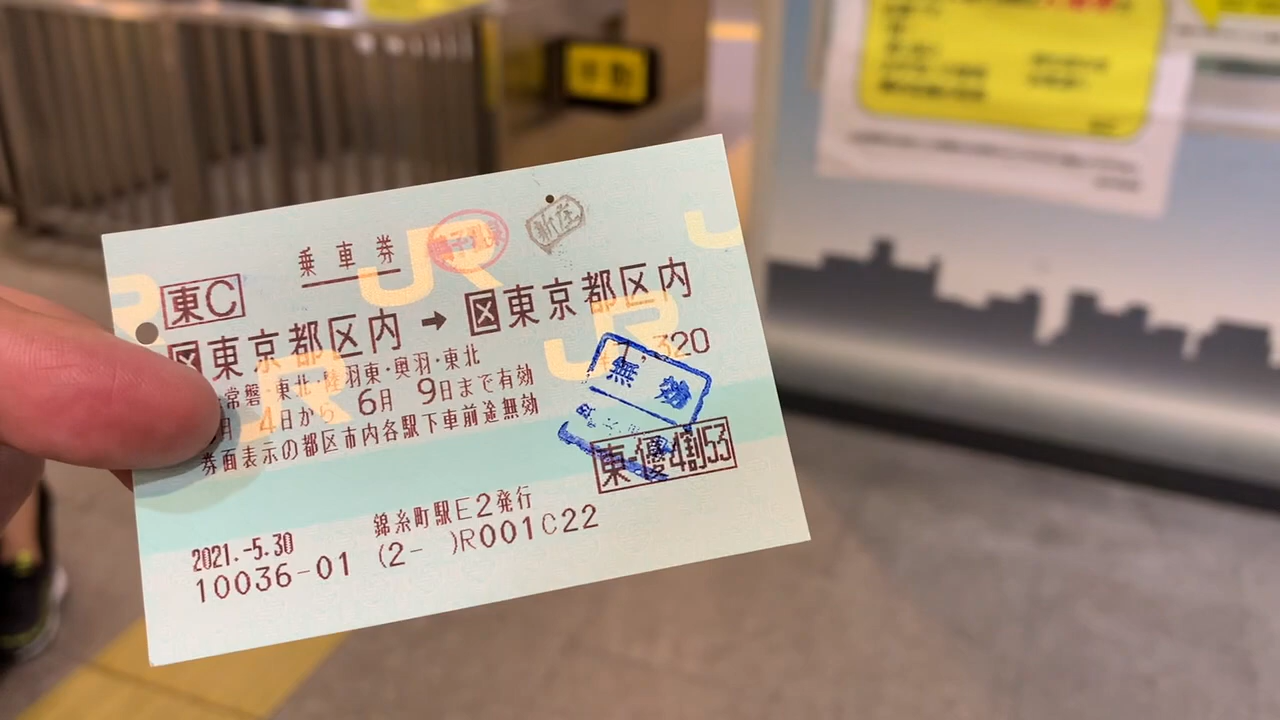 乗車券
東C
区東京都区内 → 区東京都区内
常磐・東北・陸羽東・奥羽・東北
月 4日から 6月 9日まで有効
券面表示の都区市内各駅下車前途無効
320
無効
東-優4割53
2021.-5.30 錦糸町駅E2発行
10036-01 (2- )R001C22
JR
JR
JR